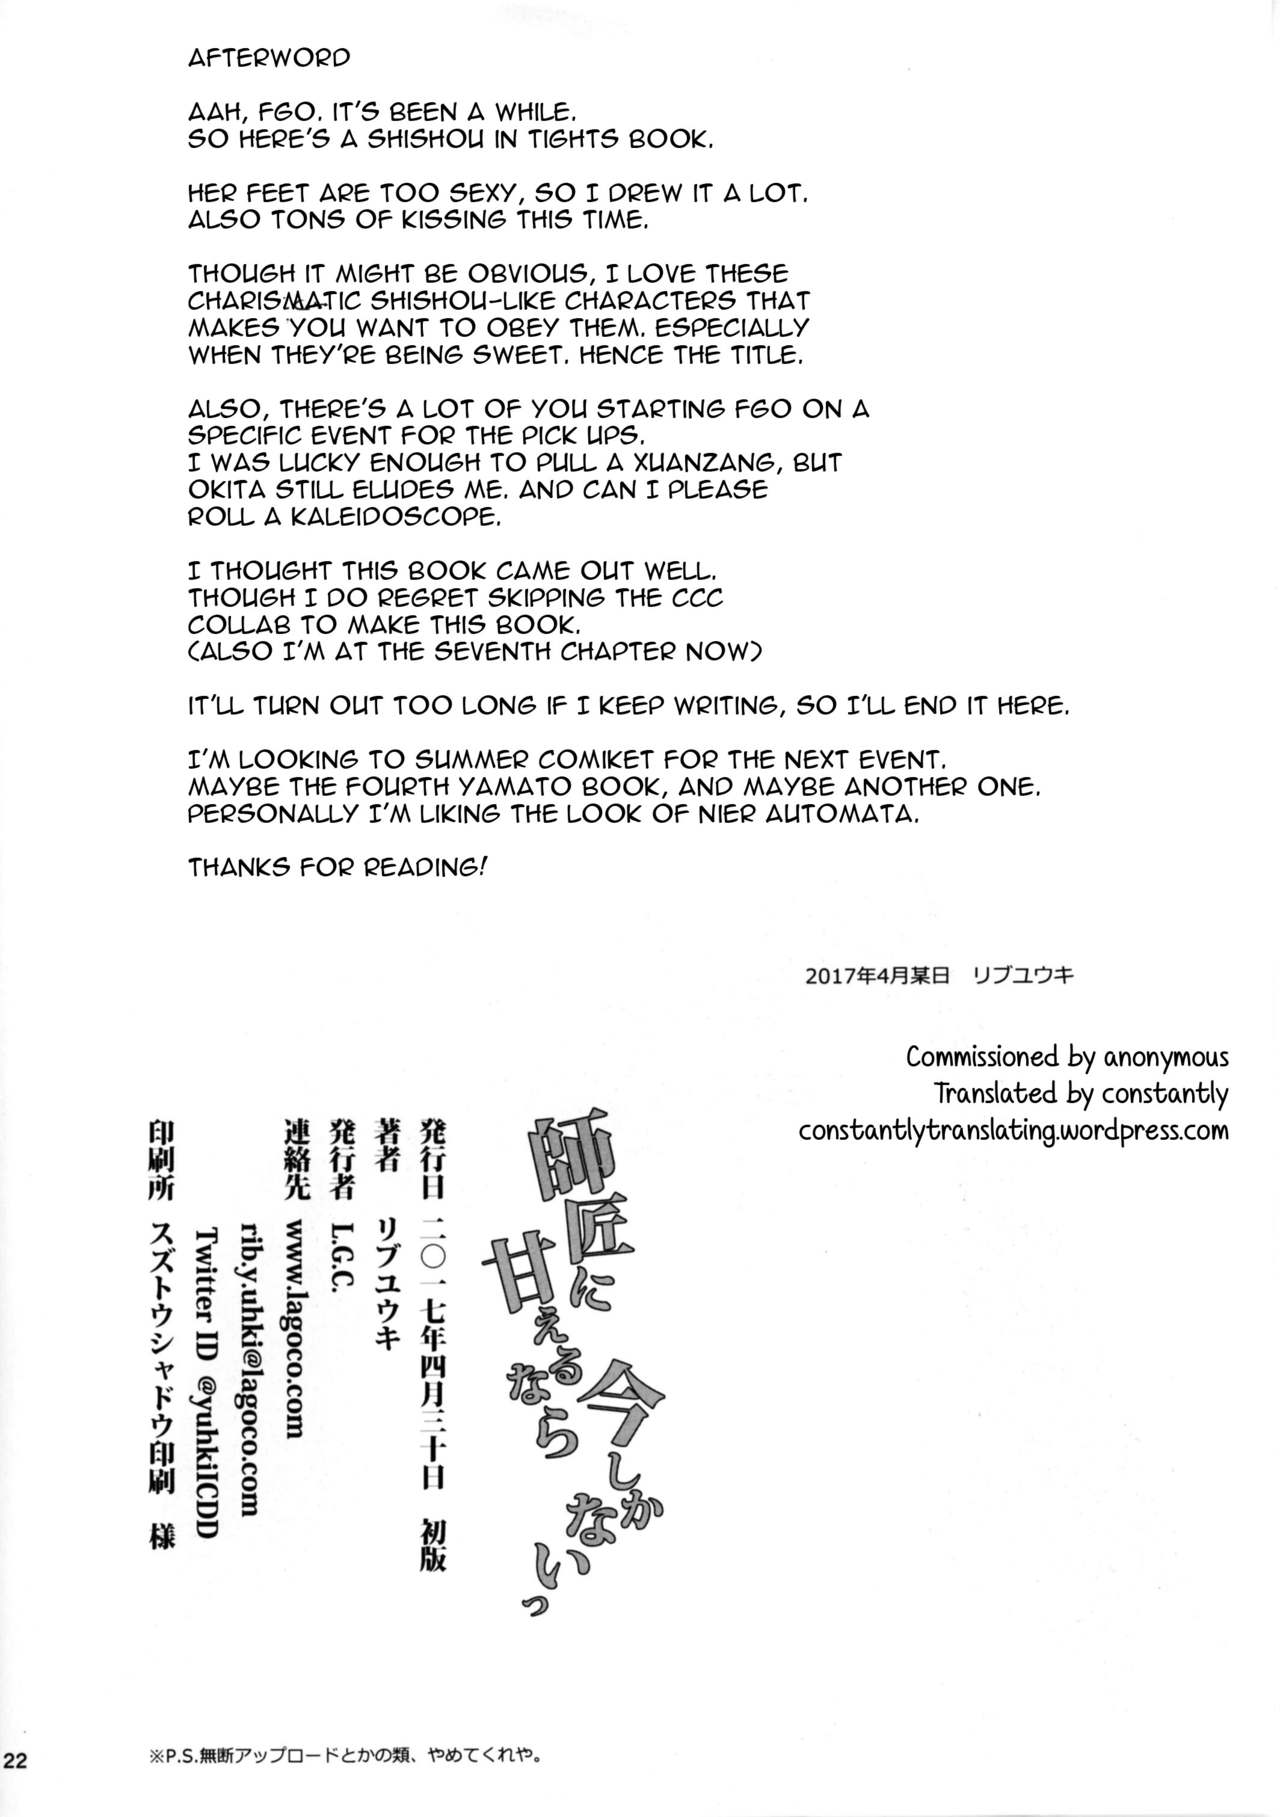 AFTERWORD
AAH, FGO. IT'S BEEN A WHILE.
SO HERE'S A SHISHOU IN TIGHTS BOOK.
HER FEET ARE TOO SEXY, SO I DREW IT A LOT.
ALSO TONS OF KISSING THIS TIME.
THOUGH IT MIGHT BE OBVIOUS, I LOVE THESE
CHARISMATIC SHISHOU-LIKE CHARACTERS THAT
MAKES YOU WANT TO OBEY THEM. ESPECIALLY
WHEN THEY'RE BEING SWEET. HENCE THE TITLE.
ALSO, THERE'S A LOT OF YOU STARTING FGO ON A
SPECIFIC EVENT FOR THE PICK UPS.
I WAS LUCKY ENOUGH TO PULL A XUANZANG, BUT
OKITA STILL ELUDES ME. AND CAN I PLEASE
ROLL A KALEIDOSCOPE.
I THOUGHT THIS BOOK CAME OUT WELL.
THOUGH I DO REGRET SKIPPING THE CCC
COLLAB TO MAKE THIS BOOK.
(ALSO I'M AT THE SEVENTH CHAPTER NOW)
IT'LL TURN OUT TOO LONG IF I KEEP WRITING, SO I'LL END IT HERE.
I'M LOOKING TO SUMMER COMIKET FOR THE NEXT EVENT.
MAYBE THE FOURTH YAMATO BOOK, AND MAYBE ANOTHER ONE.
PERSONALLY I'M LIKING THE LOOK OF NIER AUTOMATA.
THANKS FOR READING!
2017年4月某日 リブユウキ
Commissioned by anonymous
Translated by constantly
constantlytranslating.wordpress.com
師匠に
甘えるなら
今しか
ないっ
発行日 二〇一七年四月三十日 初版
著者 リブユウキ
発行者 L.G.C.
連絡先 www.lagoco.com
rib.y.uhki@lagoco.com
Twitter ID @yuhkiICDD
印刷所 スズトウシャドウ印刷 様
※P.S.無断アップロードとかの類、やめてくれや。
22